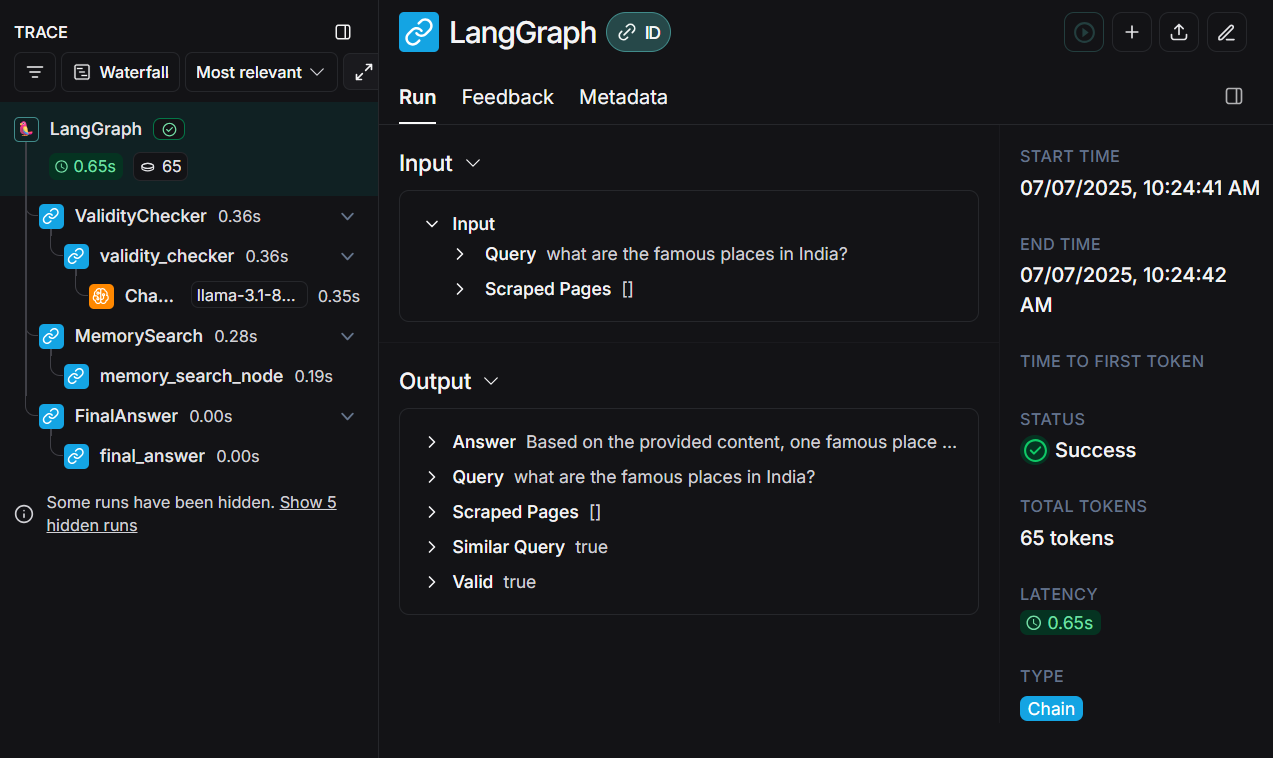 TRACE
Waterfall
Most relevant
LangGraph
0.65s
65
ValidityChecker 0.36s
validity_checker 0.36s
Cha... llama-3.1-8... 0.35s
MemorySearch 0.28s
memory_search_node 0.19s
FinalAnswer 0.00s
final_answer 0.00s
Some runs have been hidden. Show 5
hidden runs
LangGraph
ID
Run Feedback Metadata
Input
Input
Query what are the famous places in India?
Scraped Pages []
Output
Answer Based on the provided content, one famous place ...
Query what are the famous places in India?
Scraped Pages []
Similar Query true
Valid true
START TIME
07/07/2025, 10:24:41 AM
END TIME
07/07/2025, 10:24:42
AM
TIME TO FIRST TOKEN
STATUS
Success
TOTAL TOKENS
65 tokens
LATENCY
0.65s
TYPE
Chain